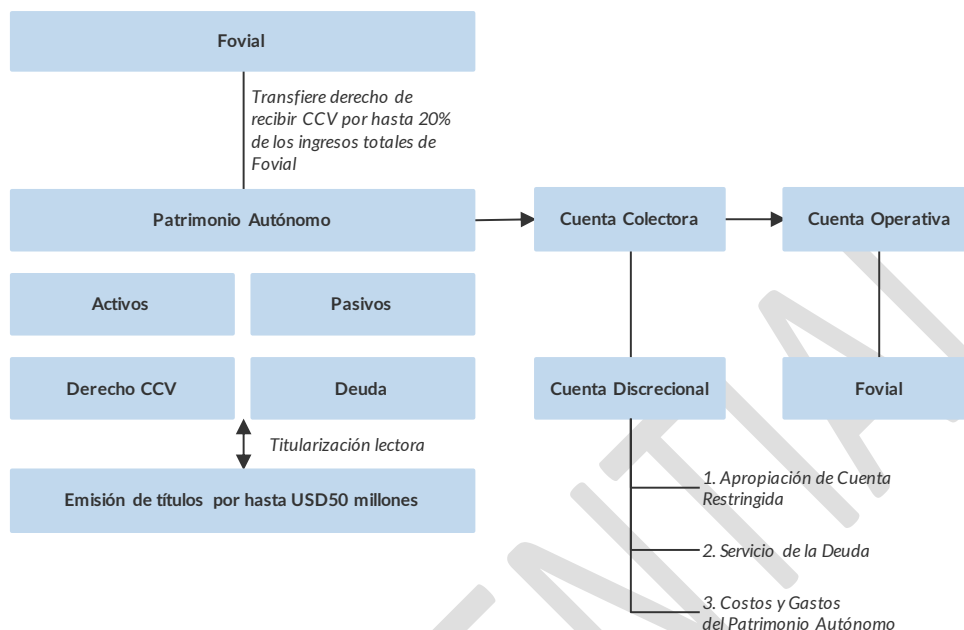 Fovial
Transfiere derecho de
recibir CCV por hasta 20%
de los ingresos totales de
Fovial
Patrimonio Autónomo
Cuenta Colectora
Cuenta Operativa
Activos
Pasivos
Derecho CCV
Deuda
Cuenta Discrecional
Fovial
Titularización lectora
Emisión de títulos por hasta USD50 millones
1. Apropiación de Cuenta
Restringida
2. Servicio de la Deuda
3. Costos y Gastos
del Patrimonio Autónomo
ENTIAL